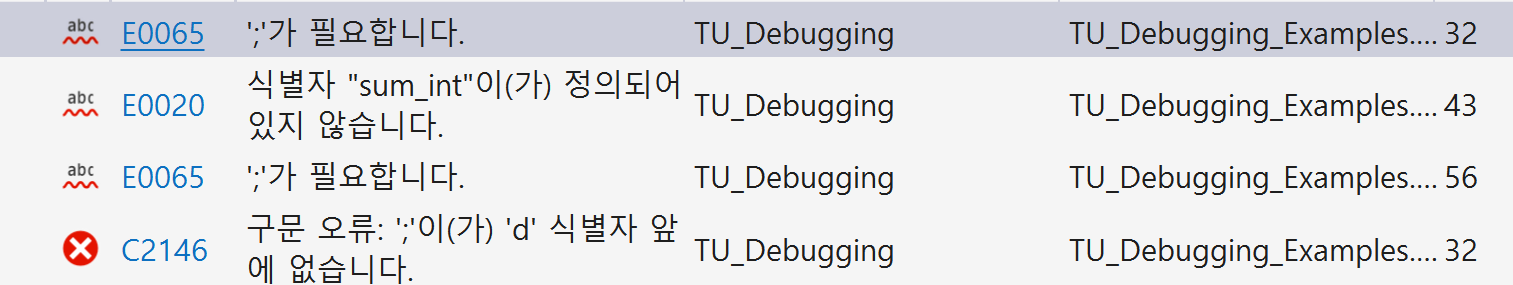 abc E0065 ';'가 필요합니다. TU_Debugging TU_Debugging_Examples.... 32
식별자 "sum_int"이(가) 정의되어
abc E0020 TU_Debugging TU_Debugging_Examples.... 43
있지 않습니다.
abc E0065 ';'가 필요합니다. TU_Debugging TU_Debugging_Examples.... 56
구문 오류: ';'이(가) 'd' 식별자 앞
C2146 TU_Debugging TU_Debugging_Examples.... 32
에 없습니다.